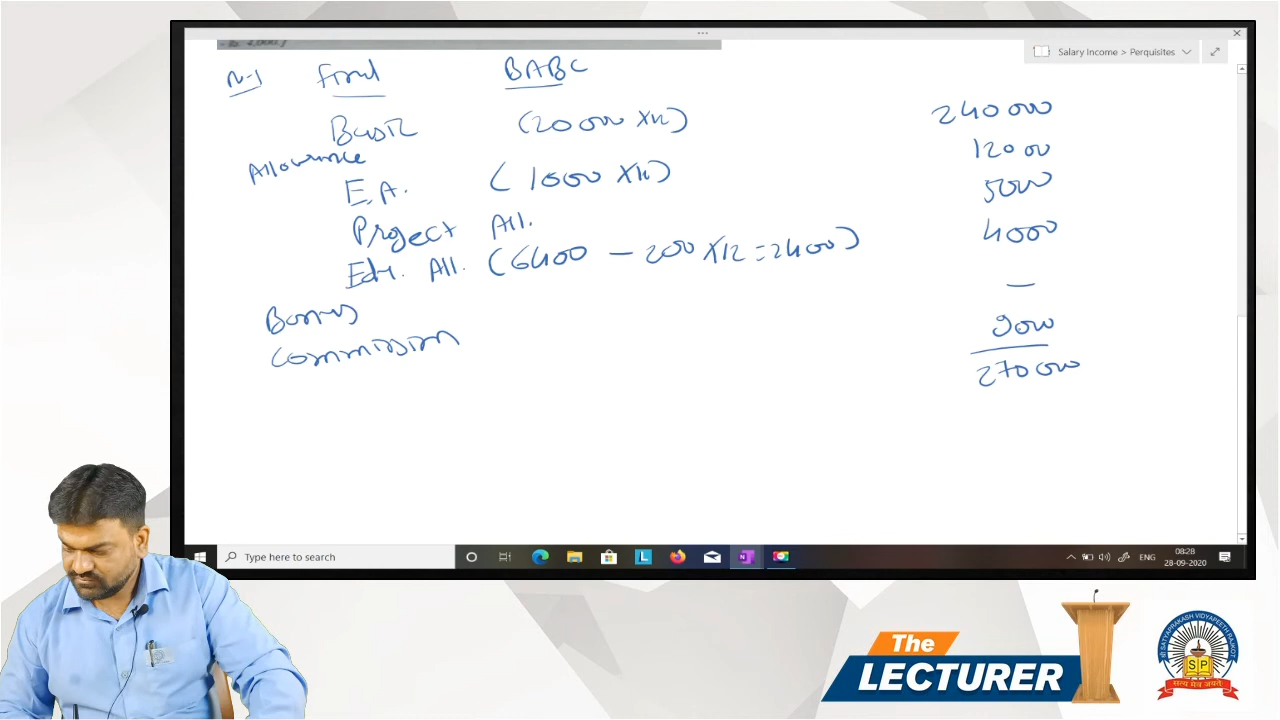 Salary Income > Perquisites
N-1 Find BABC
Basic (20000 X12) 240000
Allowance
E.A. (1000 X12) 12000
Project All. 5000
Edu. All. (6400 - 200 X12 = 2400) 4000
Bonus —
Commission 9000
270000
Type here to search
ENG
08:28
28-09-2020
The
LECTURER
SP